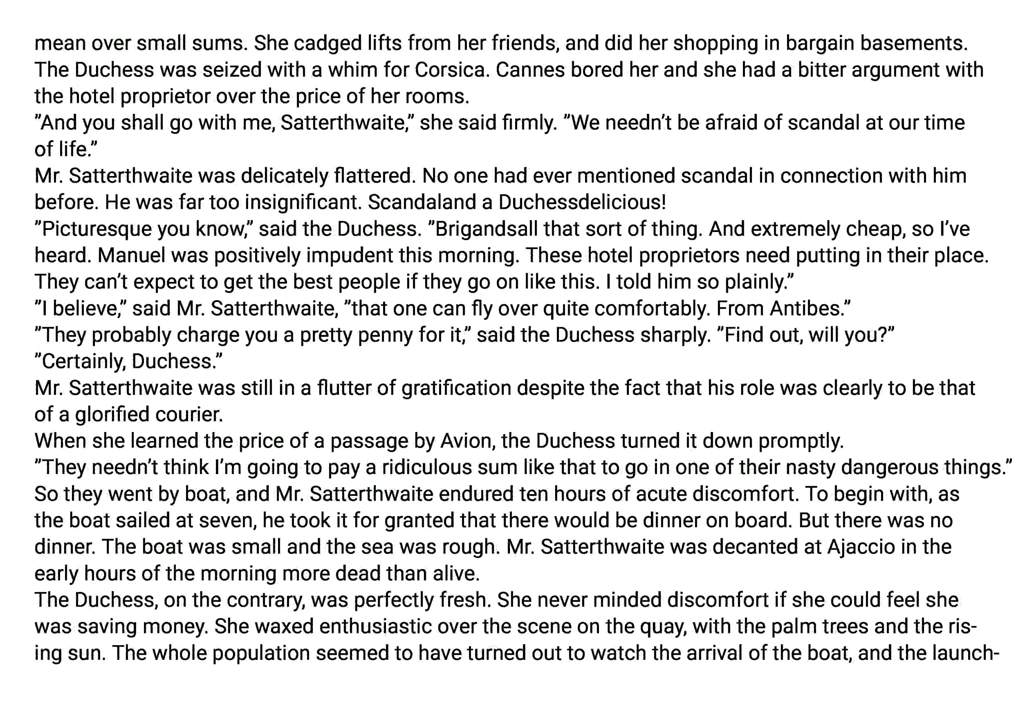 mean over small sums. She cadged lifts from her friends, and did her shopping in bargain basements.
The Duchess was seized with a whim for Corsica. Cannes bored her and she had a bitter argument with
the hotel proprietor over the price of her rooms.
”And you shall go with me, Satterthwaite,” she said firmly. ”We needn’t be afraid of scandal at our time
of life.”
Mr. Satterthwaite was delicately flattered. No one had ever mentioned scandal in connection with him
before. He was far too insignificant. Scandaland a Duchessdelicious!
”Picturesque you know,” said the Duchess. ”Brigandsall that sort of thing. And extremely cheap, so I’ve
heard. Manuel was positively impudent this morning. These hotel proprietors need putting in their place.
They can’t expect to get the best people if they go on like this. I told him so plainly.”
”I believe,” said Mr. Satterthwaite, ”that one can fly over quite comfortably. From Antibes.”
”They probably charge you a pretty penny for it,” said the Duchess sharply. ”Find out, will you?”
”Certainly, Duchess.”
Mr. Satterthwaite was still in a flutter of gratification despite the fact that his role was clearly to be that
of a glorified courier.
When she learned the price of a passage by Avion, the Duchess turned it down promptly.
”They needn’t think I’m going to pay a ridiculous sum like that to go in one of their nasty dangerous things.”
So they went by boat, and Mr. Satterthwaite endured ten hours of acute discomfort. To begin with, as
the boat sailed at seven, he took it for granted that there would be dinner on board. But there was no
dinner. The boat was small and the sea was rough. Mr. Satterthwaite was decanted at Ajaccio in the
early hours of the morning more dead than alive.
The Duchess, on the contrary, was perfectly fresh. She never minded discomfort if she could feel she
was saving money. She waxed enthusiastic over the scene on the quay, with the palm trees and the ris-
ing sun. The whole population seemed to have turned out to watch the arrival of the boat, and the launch-